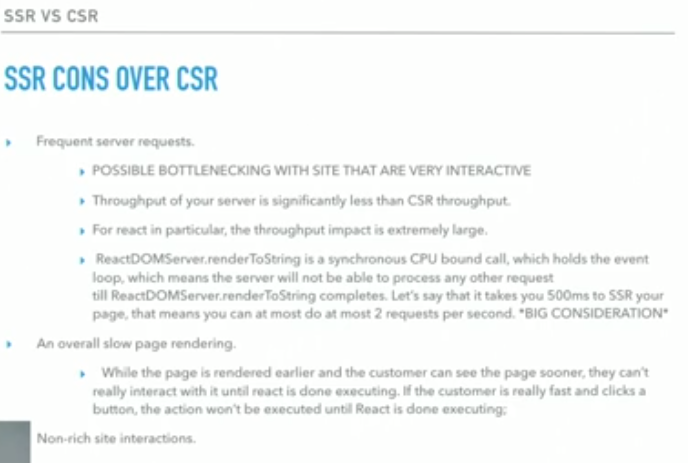 SSR VS CSR
SSR CONS OVER CSR
Frequent server requests.
POSSIBLE BOTTLENECKING WITH SITE THAT ARE VERY INTERACTIVE
Throughput of your server is significantly less than CSR throughput.
For react in particular, the throughput impact is extremely large.
ReactDOMServer.renderToString is a synchronous CPU bound call, which holds the event
loop, which means the server will not be able to process any other request
till ReactDOMServer.renderToString completes. Let's say that it takes you 500ms to SSR your
page, that means you can at most do at most 2 requests per second. *BIG CONSIDERATION*
An overall slow page rendering.
While the page is rendered earlier and the customer can see the page sooner, they can't
really interact with it until react is done executing. If the customer is really fast and clicks a
button, the action won't be executed until React is done executing;
Non-rich site interactions.